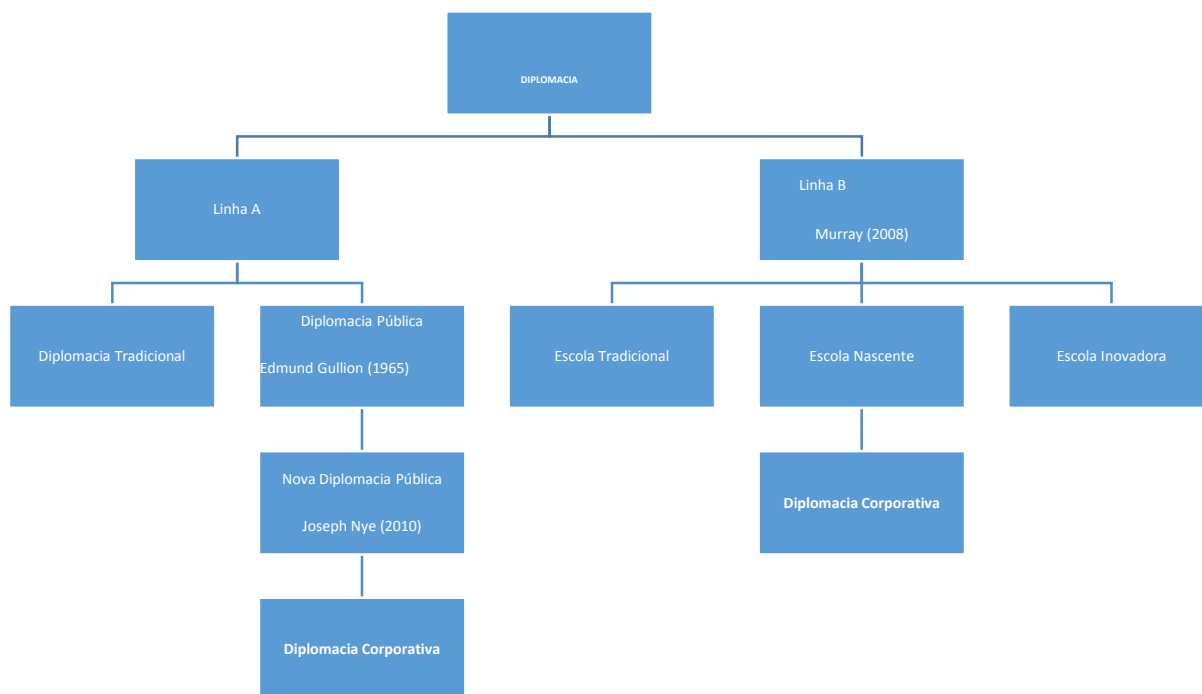 DIPLOMACIA
Linha A
Linha B
Murray (2008)
Diplomacia Tradicional
Diplomacia Pública
Edmund Gullion (1965)
Escola Tradicional
Escola Nascente
Escola Inovadora
Nova Diplomacia Pública
Joseph Nye (2010)
Diplomacia Corporativa
Diplomacia Corporativa